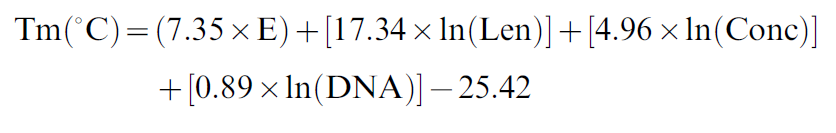 Tm(°C) = (7.35 × E) + [17.34 × ln(Len)] + [4.96 × ln(Conc)]
+ [0.89 × ln(DNA)] − 25.42